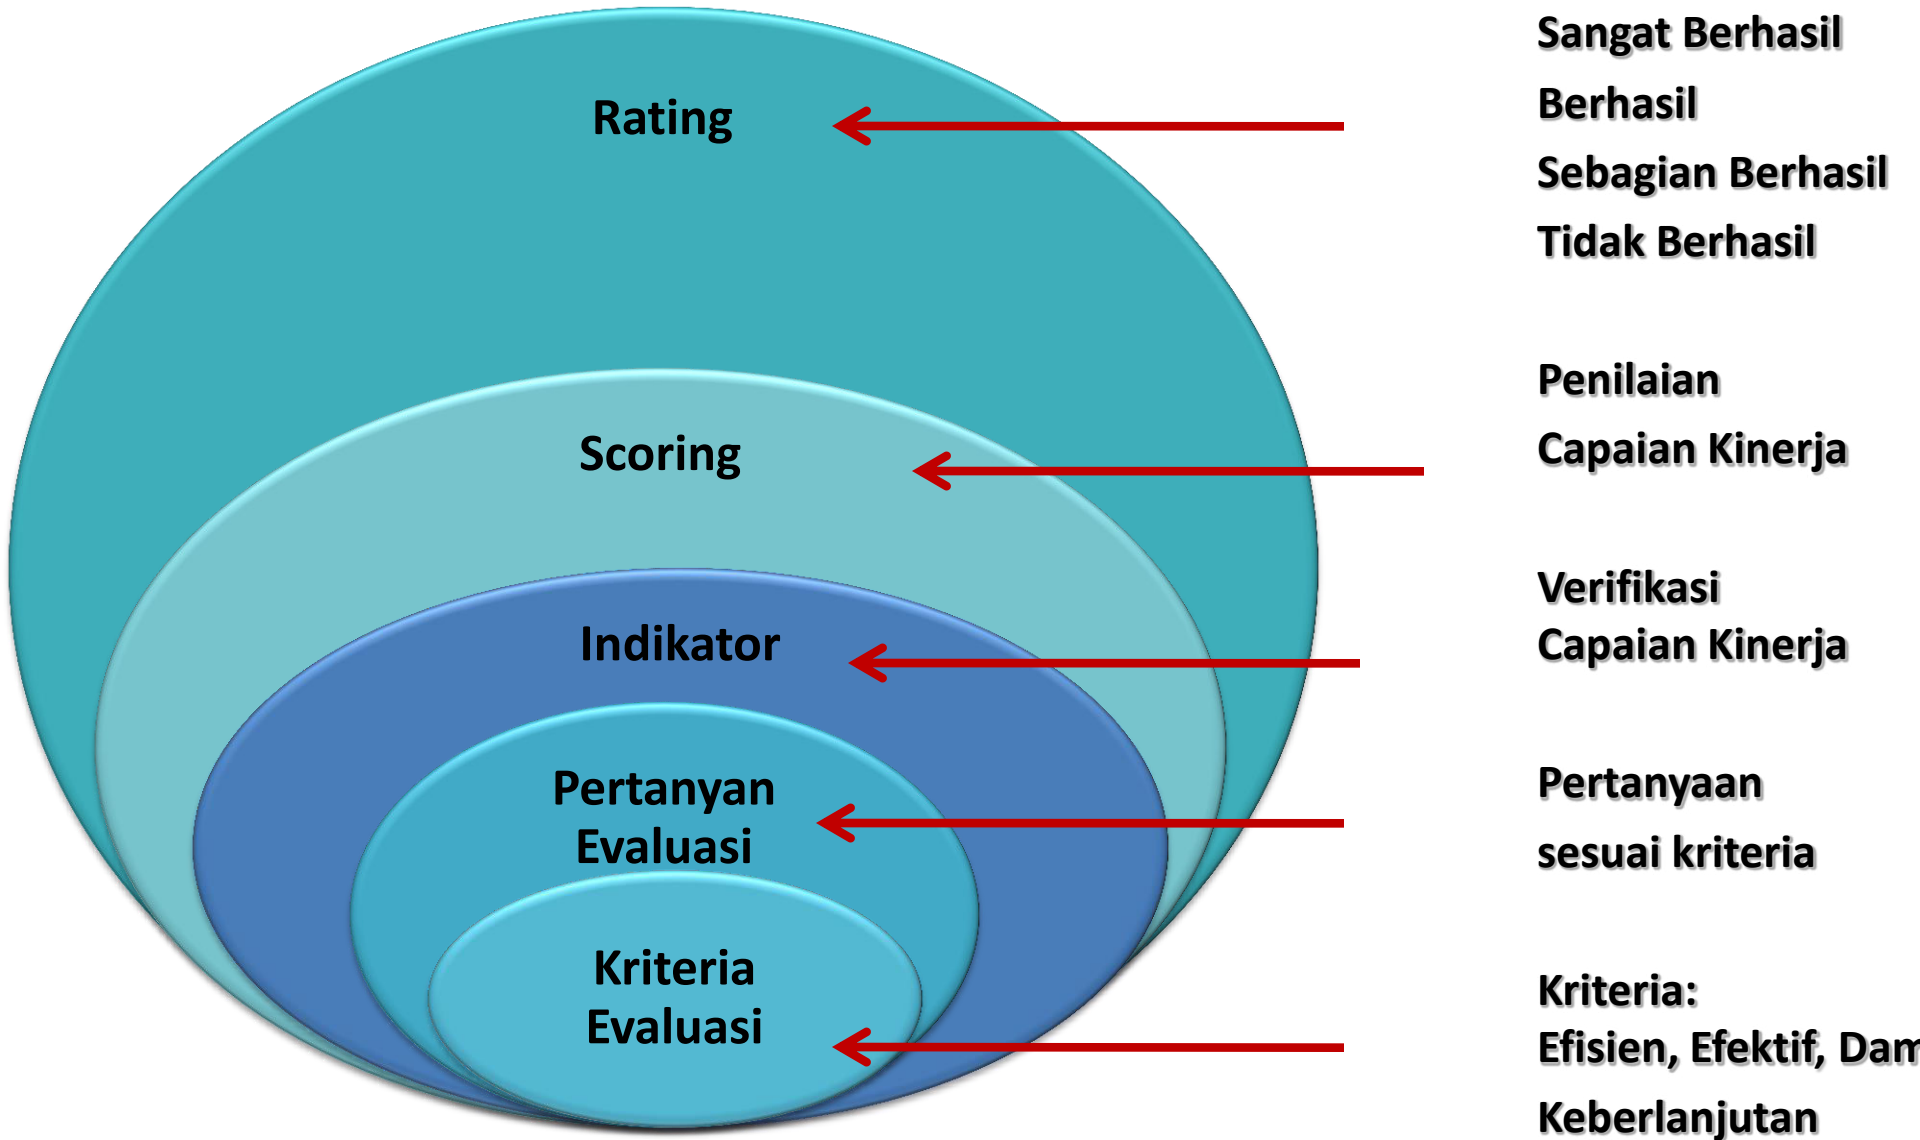 Rating
Sangat Berhasil
Berhasil
Sebagian Berhasil
Tidak Berhasil
Scoring
Penilaian
Capaian Kinerja
Indikator
Verifikasi
Capaian Kinerja
Pertanyan
Evaluasi
Pertanyaan
sesuai kriteria
Kriteria
Evaluasi
Kriteria:
Efisien, Efektif,
Keberlanjutan